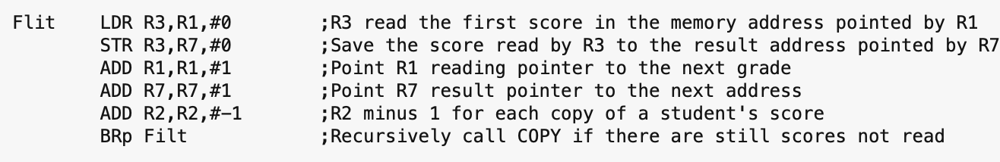 Flit    LDR R3,R1,#0       ;R3 read the first score in the memory address pointed by R1
        STR R3,R7,#0       ;Save the score read by R3 to the result address pointed by R7
        ADD R1,R1,#1       ;Point R1 reading pointer to the next grade
        ADD R7,R7,#1       ;Point R7 result pointer to the next address
        ADD R2,R2,#-1      ;R2 minus 1 for each copy of a student's score
        BRp Filt           ;Recursively call COPY if there are still scores not read